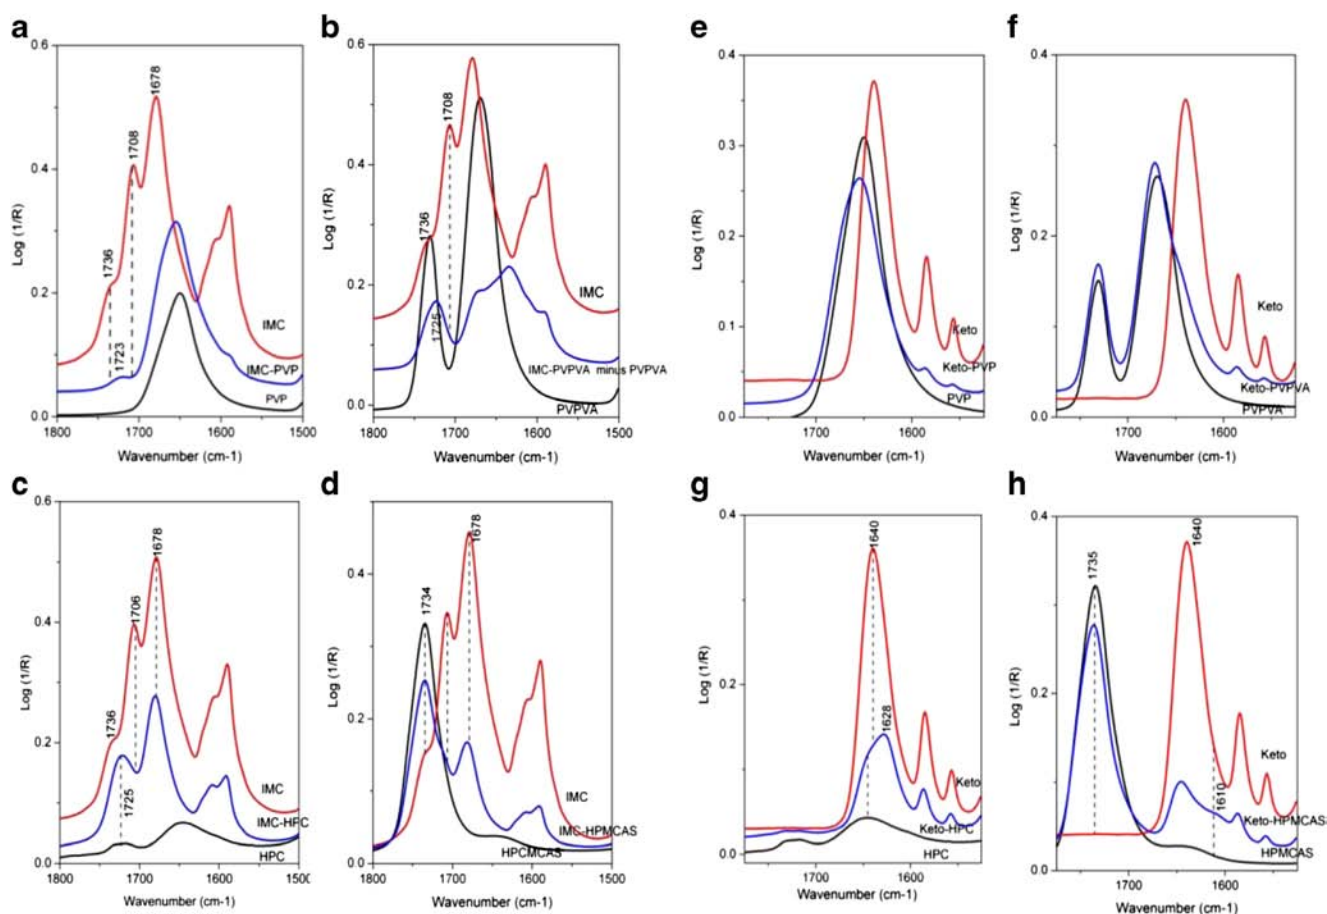 a
0.6
0.4
0.2
0.0
Log (1/R)
1736
1708
1678
1723
IMC
IMC-PVP
PVP
1800
1700
1600
1500
Wavenumber (cm-1)
b
0.6
0.4
0.2
0.0
Log (1/R)
1736
1708
1725
IMC
IMC-PVPVA minus PVPVA
PVPVA
1800
1700
1600
1500
Wavenumber (cm-1)
e
0.4
0.3
0.2
0.1
0.0
Log (1/R)
Keto
Keto-PVP
PVP
1700
1600
Wavenumber (cm-1)
f
0.4
0.2
0.0
Log (1/R)
Keto
Keto-PVPVA
PVPVA
1700
1600
Wavenumber (cm-1)
c
0.6
0.4
0.2
0.0
Log (1/R)
1736
1706
1678
1725
IMC
IMC-HPC
HPC
1800
1700
1600
1500
Wavenumber (cm-1)
d
0.4
0.2
0.0
Log (1/R)
1734
1678
IMC
IMC-HPMCAS
HPCMCAS
1800
1700
1600
1500
Wavenumber (cm-1)
g
0.4
0.2
0.0
Log (1/R)
1640
1628
Keto
Keto-HPC
HPC
1700
1600
Wavenumber (cm-1)
h
0.4
0.2
0.0
Log (1/R)
1735
1640
1610
Keto
Keto-HPMCAS
HPMCAS
1700
1600
Wavenumber (cm-1)